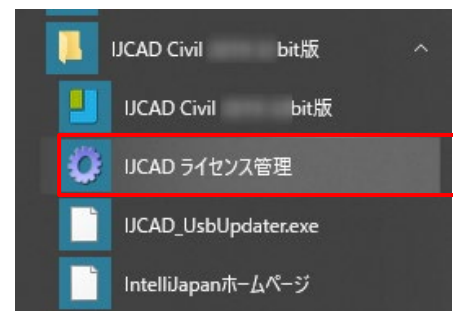 IJCAD Civil bit版
IJCAD Civil bit版
IJCAD ライセンス管理
IJCAD_UsbUpdater.exe
IntelliJapanホームページ